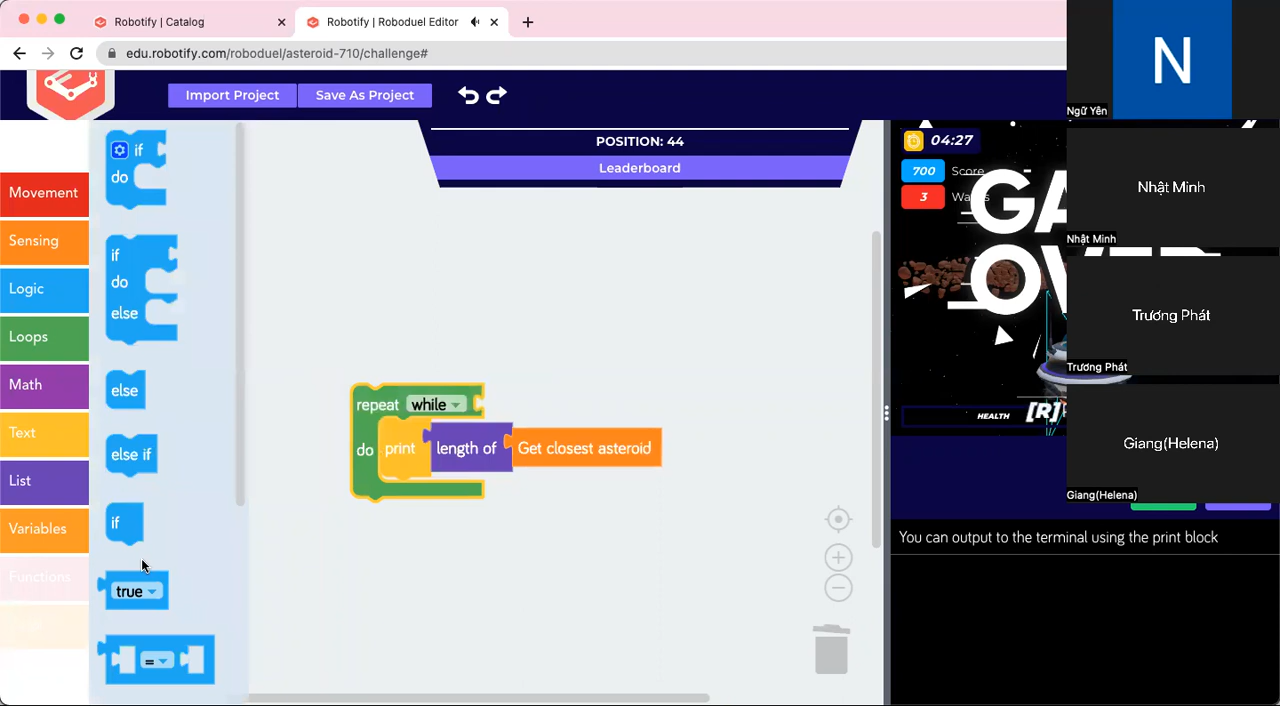 Robotify | Catalog
Robotify | Roboduel Editor
edu.robotify.com/roboduel/asteroid-710/challenge#
Import Project
Save As Project
POSITION: 44
Leaderboard
Movement
Sensing
Logic
Loops
Math
Text
List
Variables
Functions
if
do
if
do
else
else
else if
if
true
=
repeat while
do print length of Get closest asteroid
04:27
700 Score
3
GA
HEALTH
[R]
You can output to the terminal using the print block
N
Ngữ Yên
Nhật Minh
Nhật Minh
Trương Phát
Trương Phát
Giang(Helena)
Giang(Helena)